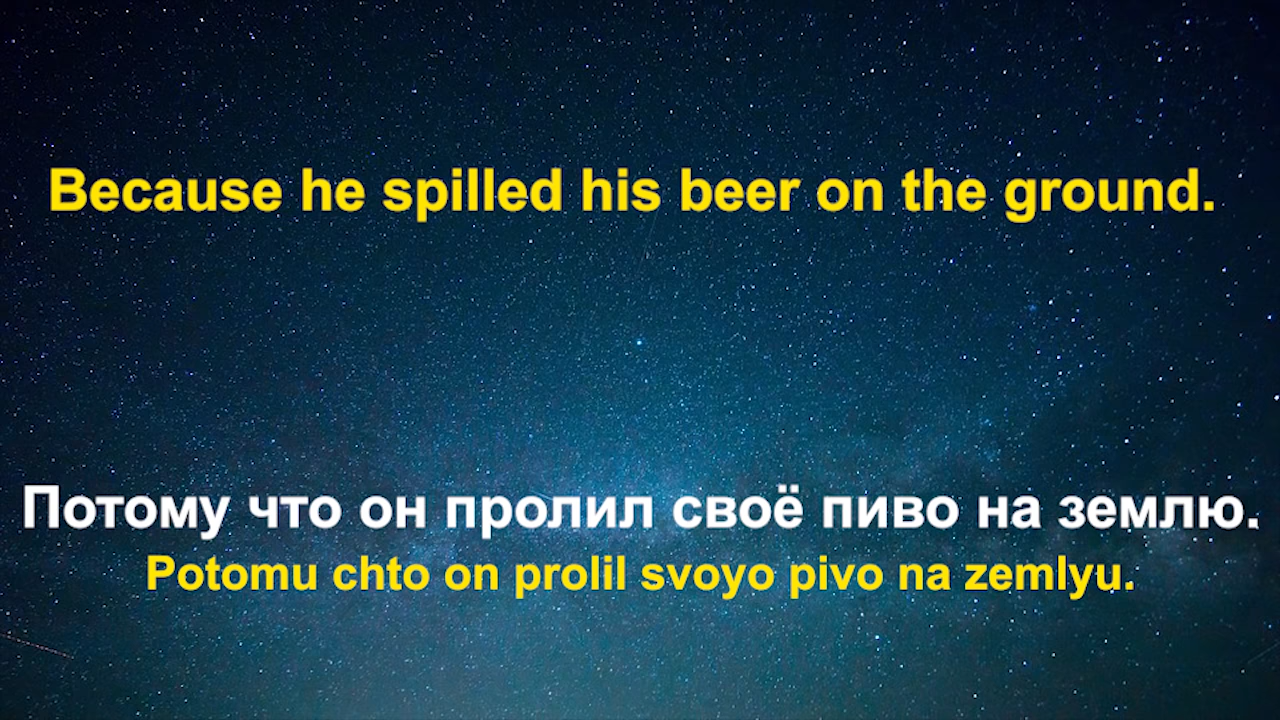 Because he spilled his beer on the ground.
Потому что он пролил своё пиво на землю.
Potomu chto on prolil svoyo pivo na zemlyu.